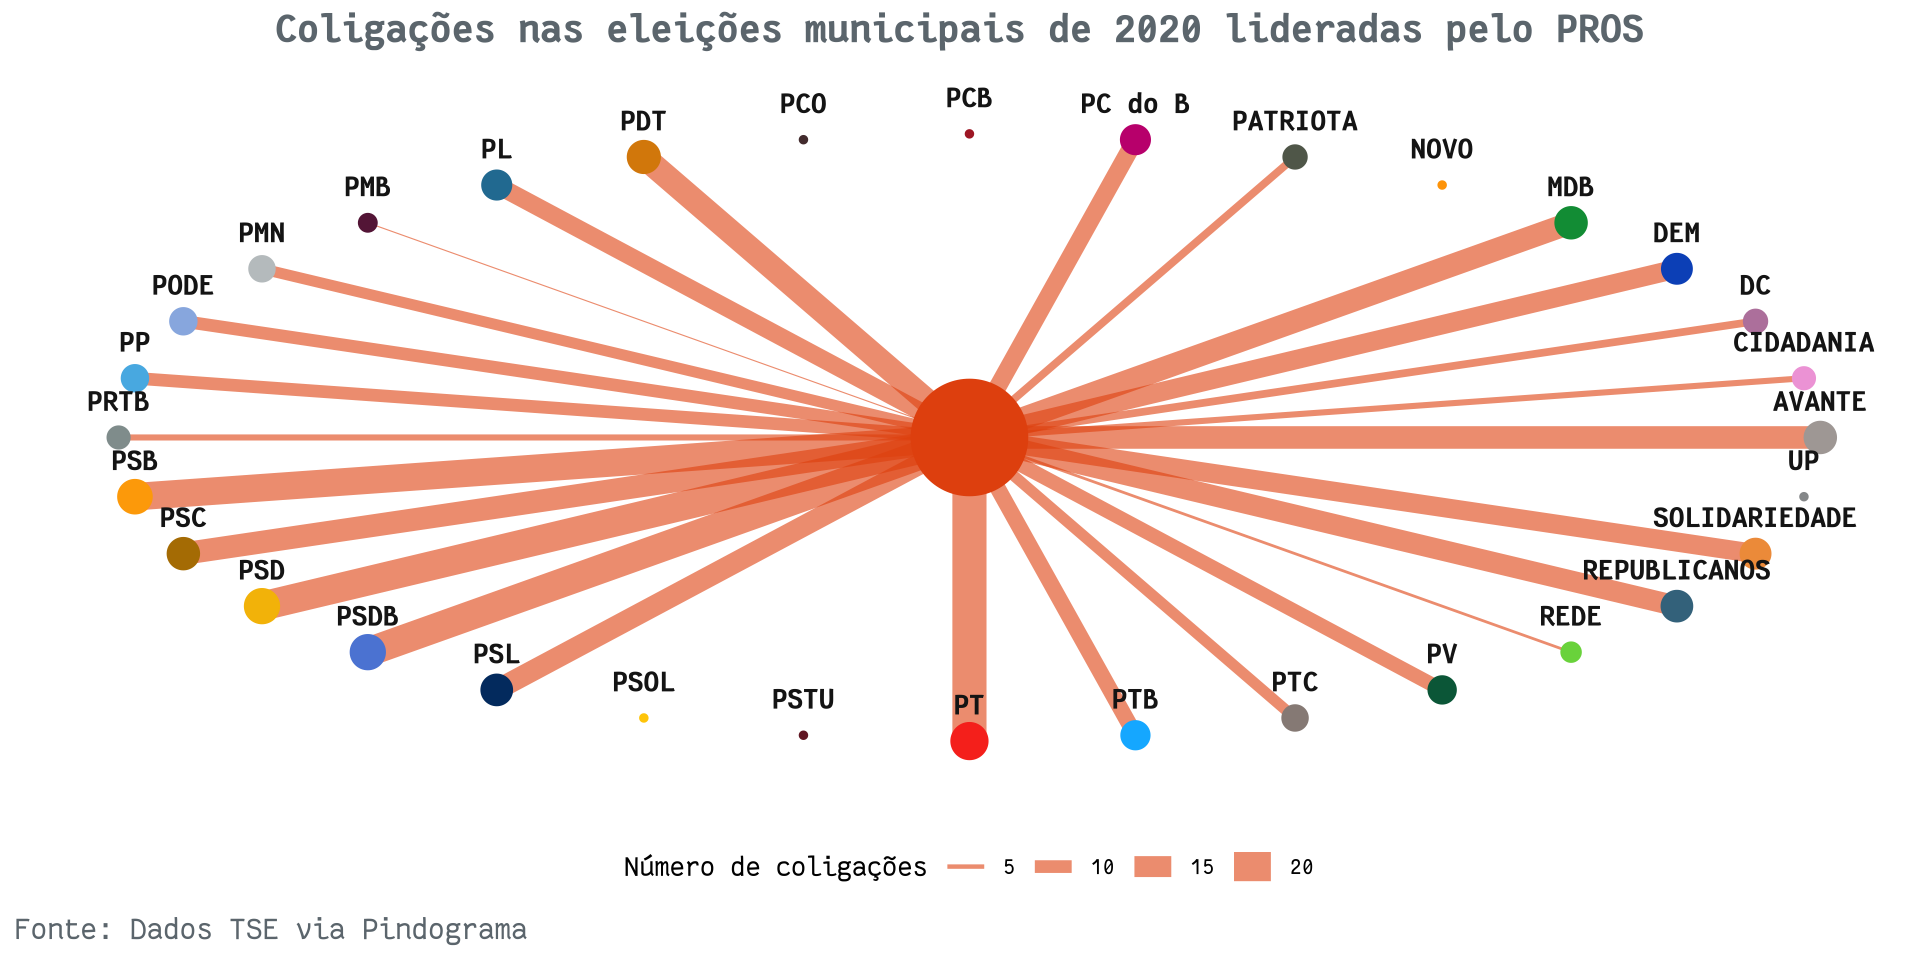 Coligações nas eleições municipais de 2020 lideradas pelo PROS
PCB
PCO
PC do B
PDT
PATRIOTA
PL
NOVO
PMB
MDB
PMN
DEM
PODE
DC
PP
CIDADANIA
PRTB
AVANTE
PSB
UP
PSC
SOLIDARIEDADE
PSD
REPUBLICANOS
PSDB
REDE
PSL
PV
PSOL
PTC
PSTU
PTB
PT
Número de coligações 5 10 15 20
Fonte: Dados TSE via Pindograma